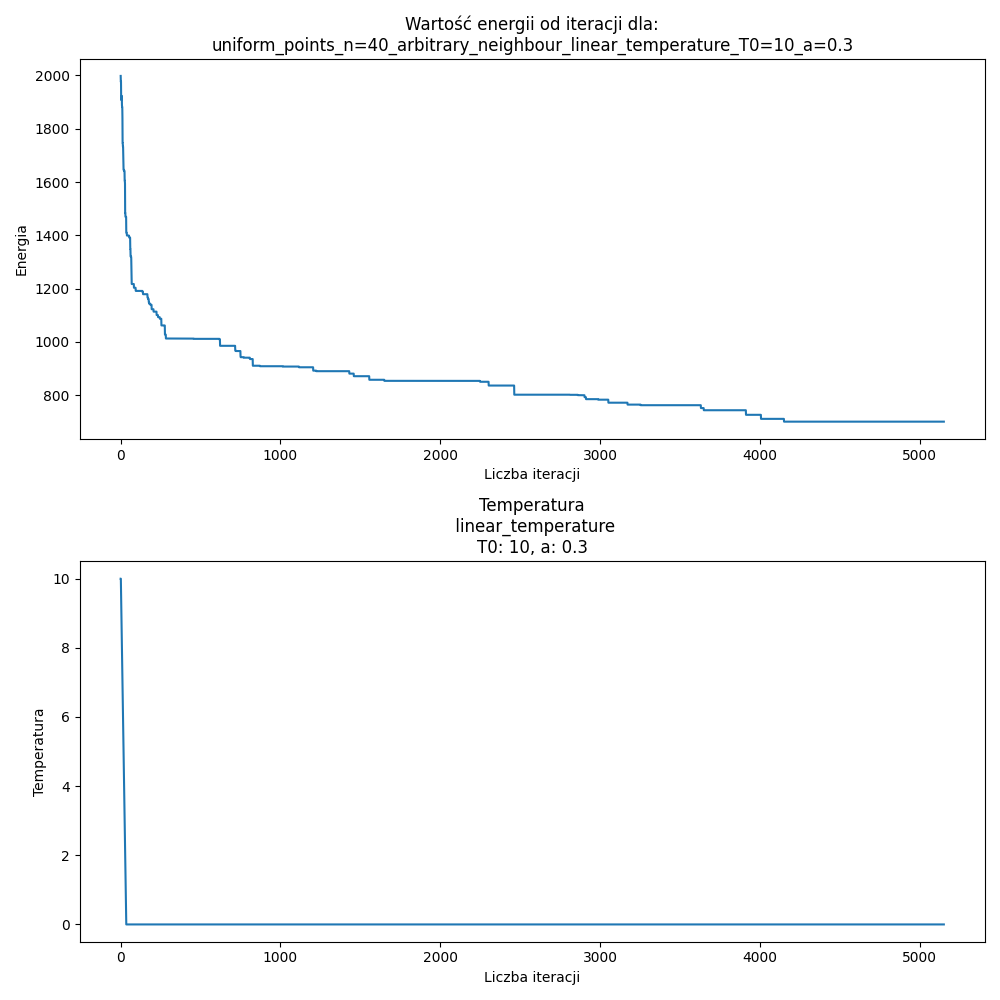 Wartość energii od iteracji dla:
uniform_points_n=40_arbitrary_neighbour_linear_temperature_T0=10_a=0.3
2000
1800
1600
1400
1200
1000
800
Energia
0 1000 2000 3000 4000 5000
Liczba iteracji
Temperatura
linear_temperature
T0: 10, a: 0.3
10
8
6
4
2
0
Temperatura
0 1000 2000 3000 4000 5000
Liczba iteracji